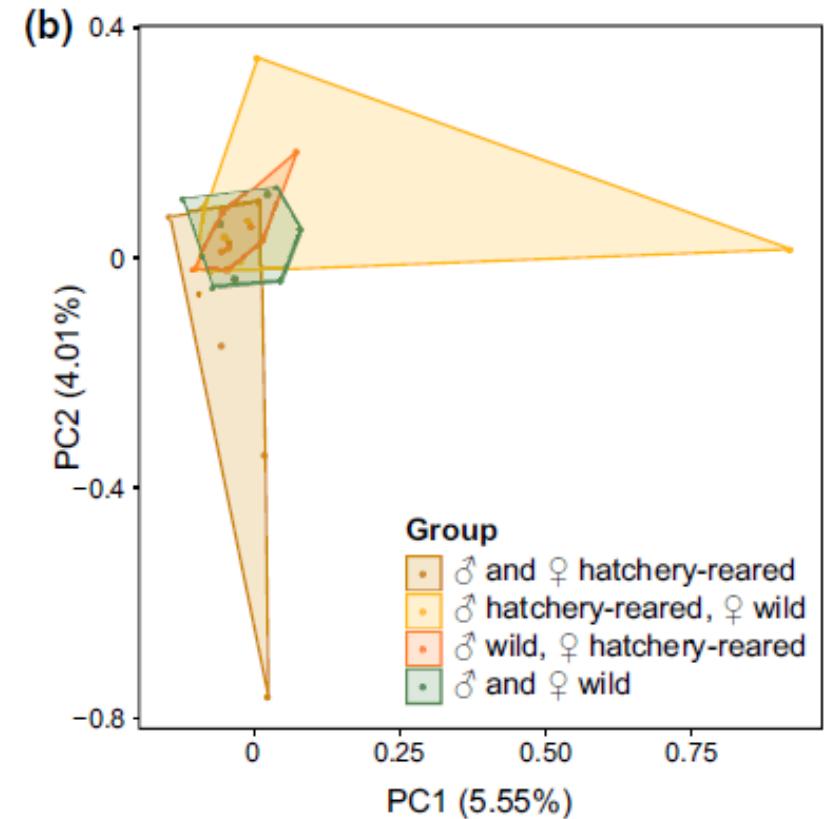 (b)
0.4
0
−0.4
−0.8
PC2 (4.01%)
0
0.25
0.50
0.75
PC1 (5.55%)
Group
♂ and ♀ hatchery-reared
♂ hatchery-reared, ♀ wild
♂ wild, ♀ hatchery-reared
♂ and ♀ wild